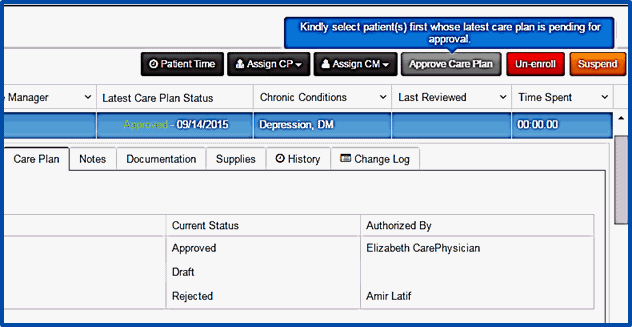 Kindly select patient(s) first whose latest care plan is pending for
approval.
Patient Time Assign CP Assign CM Approve Care Plan Un-enroll Suspend
Manager Latest Care Plan Status Chronic Conditions Last Reviewed Time Spent
Approved - 09/14/2015 Depression, DM 00:00.00
Care Plan Notes Documentation Supplies History Change Log
Current Status Authorized By
Approved Elizabeth CarePhysician
Draft
Rejected Amir Latif